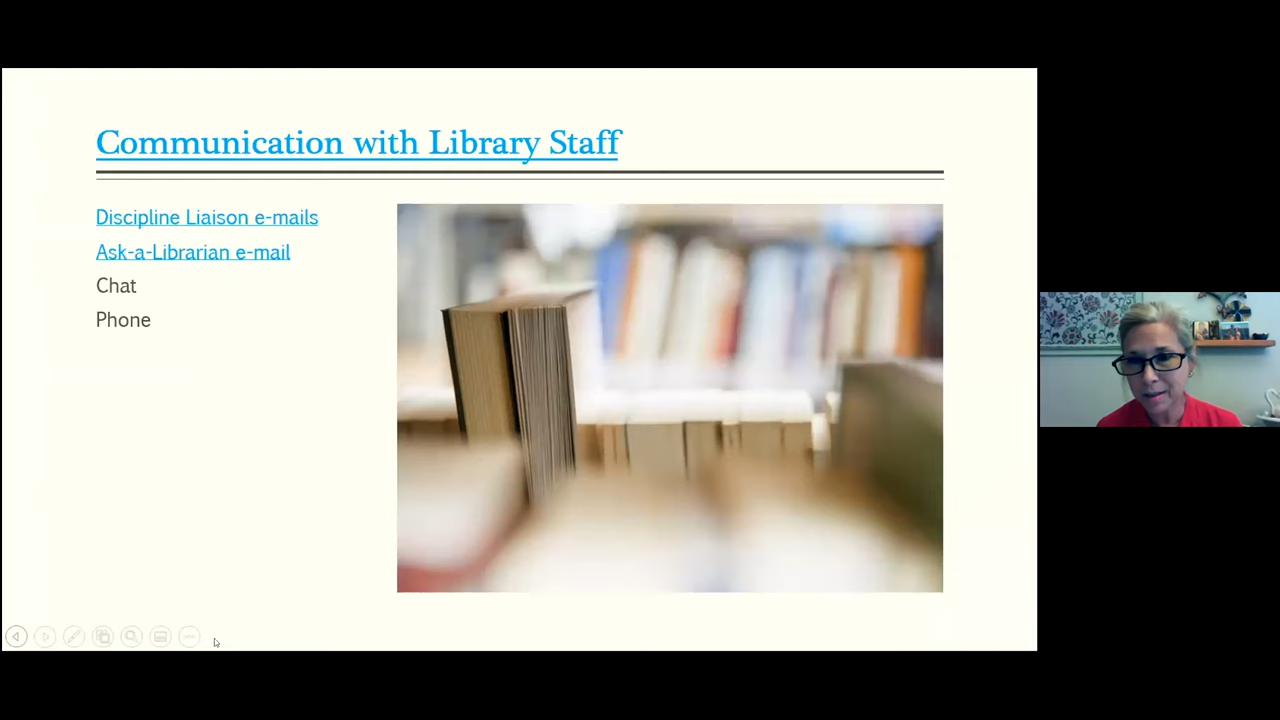 Communication with Library Staff
Discipline Liaison e-mails
Ask-a-Librarian e-mail
Chat
Phone